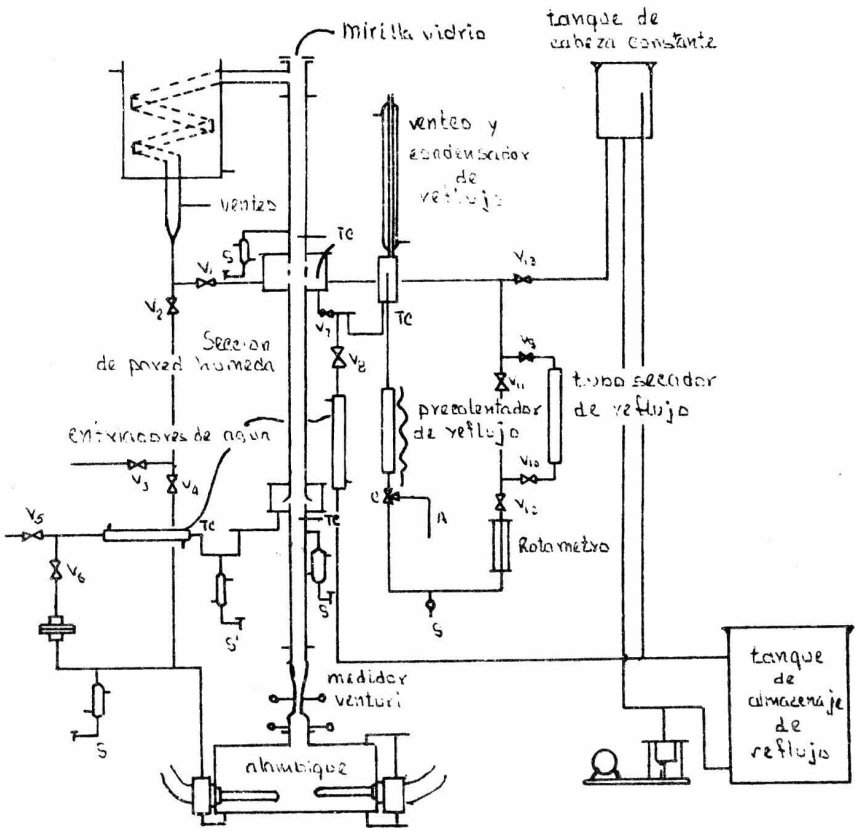 mirilla vidrio
tanque de
cabeza constante
venteo y
condensador
de
reflujo
venteo
TC
S
V1
V13
V2
V7
TC
Seccion
de pared humeda
V8
V9
V11
tubo secador
de reflujo
precalentador
de reflujo
enfriadores de agua
V10
V3
V4
C
A
V12
V5
TC
TC
Rotametro
V6
S
S'
S
medidor
venturi
tanque
de
almacenaje
de
reflujo
S
alambique